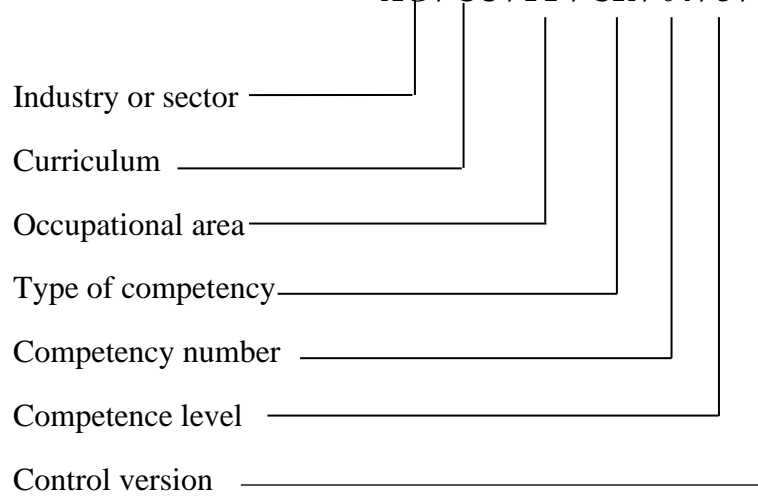 Industry or sector
Curriculum
Occupational area
Type of competency
Competency number
Competence level
Control version